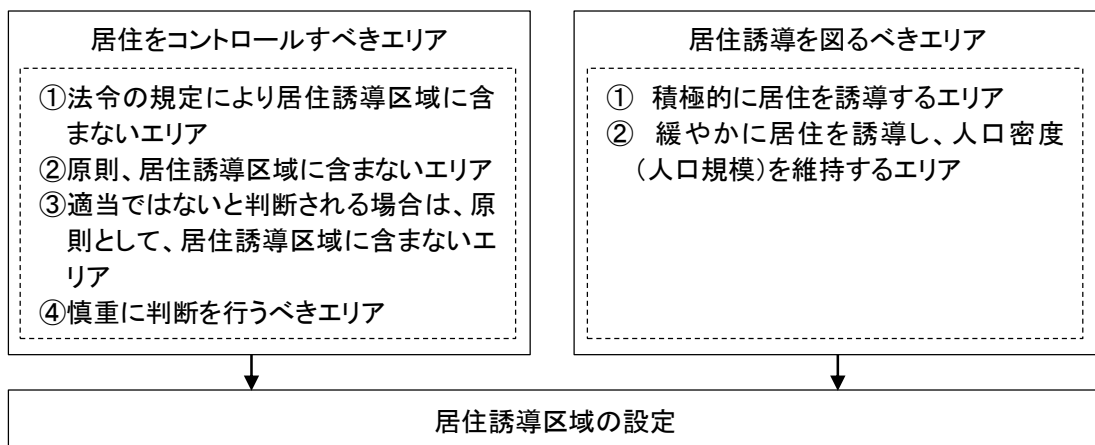 居住をコントロールすべきエリア
①法令の規定により居住誘導区域に含
まないエリア
②原則、居住誘導区域に含まないエリア
③適当ではないと判断される場合は、原
則として、居住誘導区域に含まないエ
リア
④慎重に判断を行うべきエリア
居住誘導を図るべきエリア
① 積極的に居住を誘導するエリア
② 緩やかに居住を誘導し、人口密度
（人口規模）を維持するエリア
居住誘導区域の設定